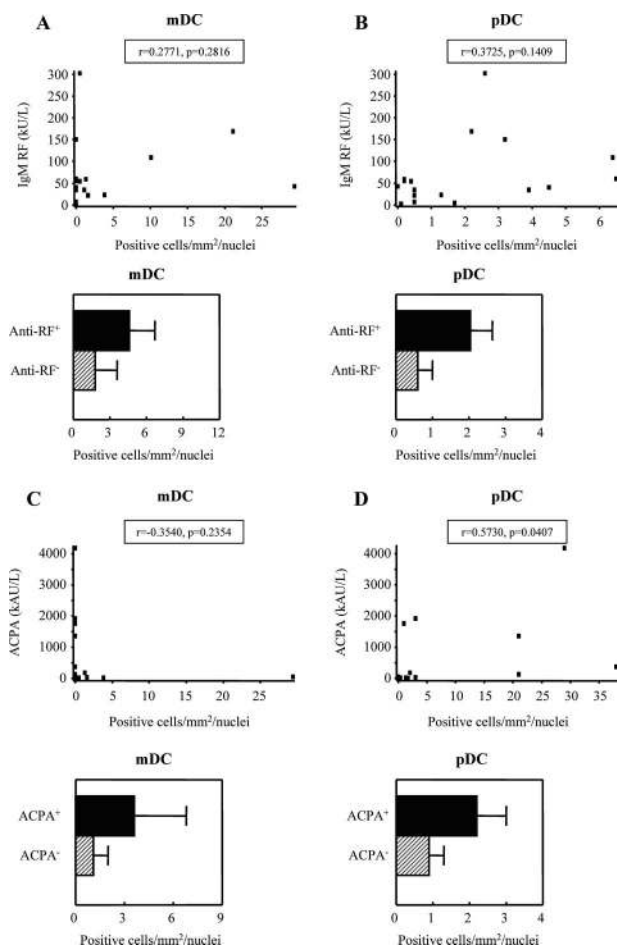 A
mDC
r=0.2771, p=0.2816
IgM RF (kU/L)
300
250
200
150
100
50
0
0 5 10 15 20 25
Positive cells/mm²/nuclei
B
pDC
r=0.3725, p=0.1409
IgM RF (kU/L)
300
250
200
150
100
50
0
0 1 2 3 4 5 6
Positive cells/mm²/nuclei
mDC
Anti-RF⁺
Anti-RF⁻
0 3 6 9 12
Positive cells/mm²/nuclei
pDC
Anti-RF⁺
Anti-RF⁻
0 1 2 3 4
Positive cells/mm²/nuclei
C
mDC
r=-0.3540, p=0.2354
ACPA (kAU/L)
4000
3000
2000
1000
0
0 5 10 15 20 25
Positive cells/mm²/nuclei
D
pDC
r=0.5730, p=0.0407
ACPA (kAU/L)
4000
3000
2000
1000
0
0 5 10 15 20 25 30 35
Positive cells/mm²/nuclei
mDC
ACPA⁺
ACPA⁻
0 3 6 9
Positive cells/mm²/nuclei
pDC
ACPA⁺
ACPA⁻
0 1 2 3 4
Positive cells/mm²/nuclei